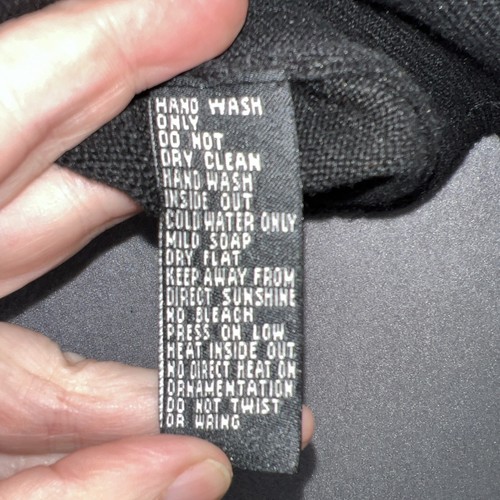 HAND WASH
ONLY
DO NOT
DRY CLEAN
HAND WASH
INSIDE OUT
COLD WATER ONLY
MILD SOAP
DRY FLAT
KEEP AWAY FROM
DIRECT SUNSHINE
NO BLEACH
PRESS ON LOW
HEAT INSIDE OUT
NO DIRECT HEAT ON
ORNAMENTATION
DO NOT TWIST
OR WRING